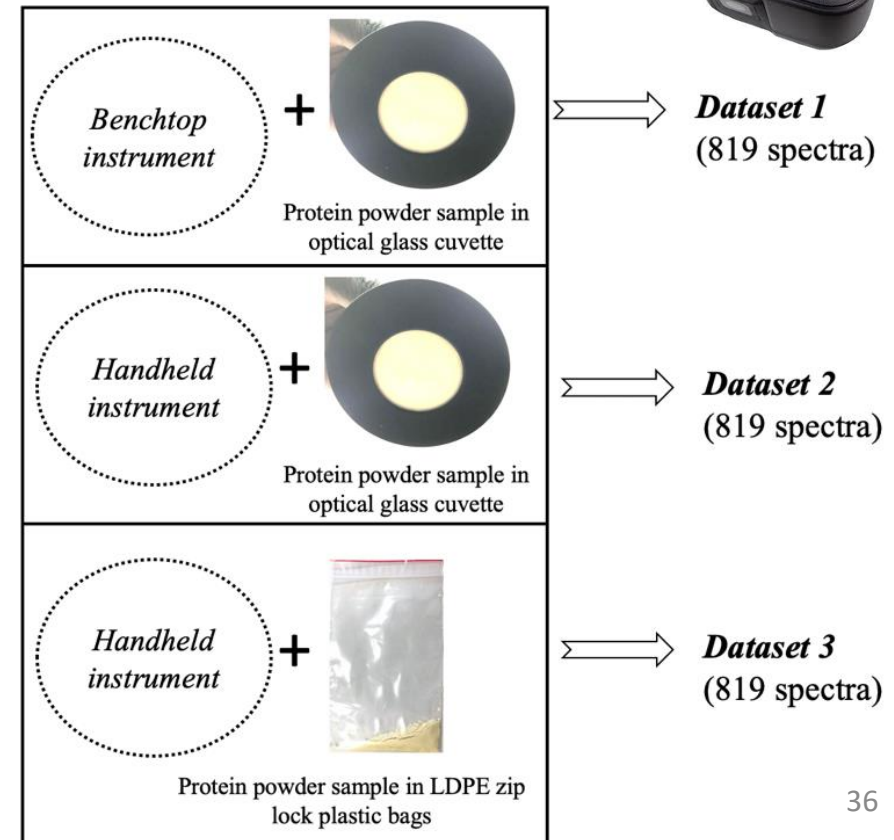 Benchtop
instrument
+
Protein powder sample in
optical glass cuvette
Dataset 1
(819 spectra)
Handheld
instrument
+
Protein powder sample in
optical glass cuvette
Dataset 2
(819 spectra)
Handheld
instrument
+
Protein powder sample in LDPE zip
lock plastic bags
Dataset 3
(819 spectra)
36